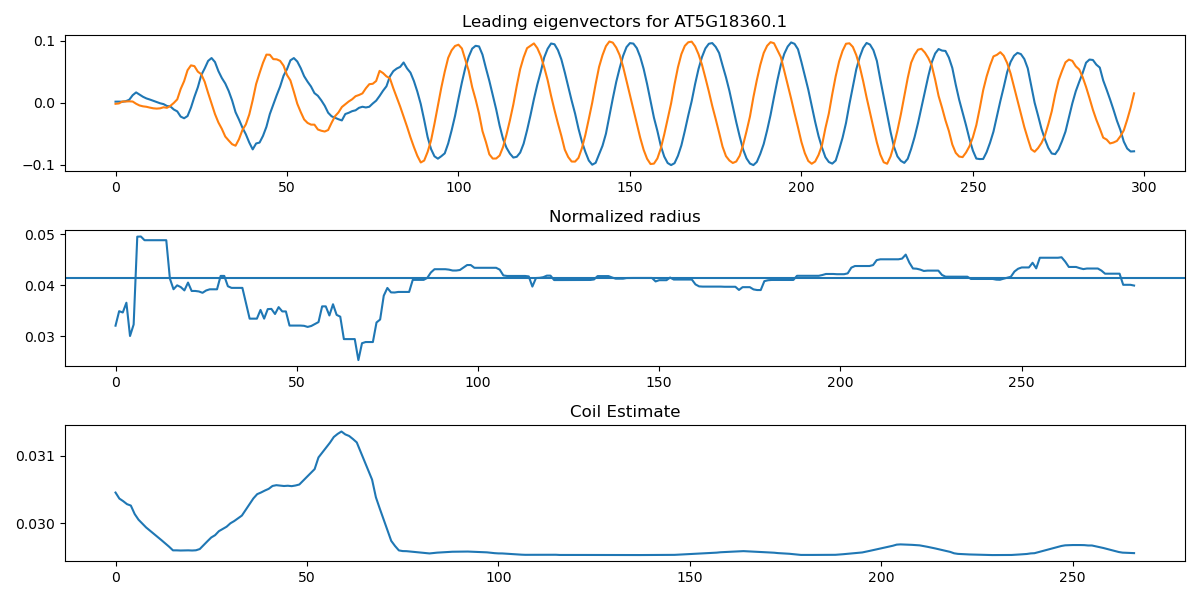 Leading eigenvectors for AT5G18360.1
0.1
0.0
−0.1
0 50 100 150 200 250 300
Normalized radius
0.05
0.04
0.03
0 50 100 150 200 250
Coil Estimate
0.031
0.030
0 50 100 150 200 250